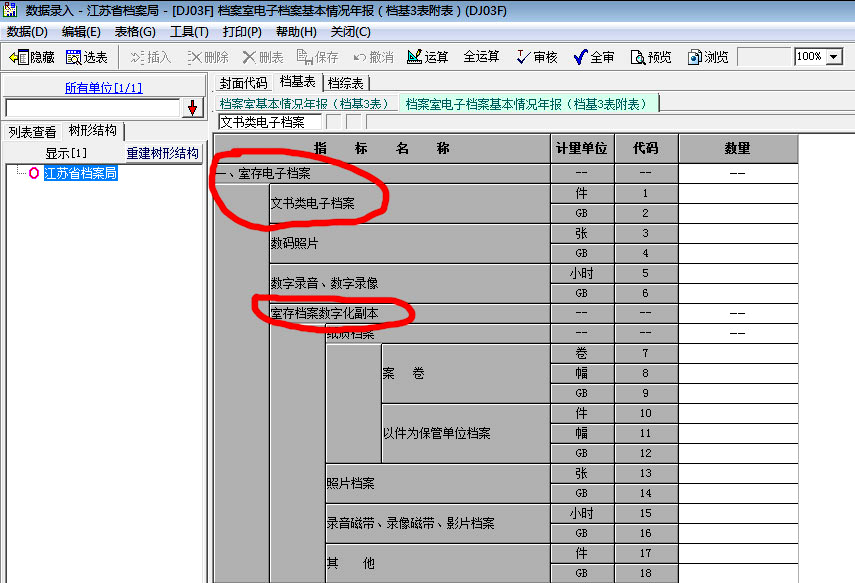 数据录入 - 江苏省档案局 - [DJ03F] 档案室电子档案基本情况年报（档基3表附表）(DJ03F)
数据(D) 编辑(E) 表格(G) 工具(T) 打印(P) 帮助(H) 关闭(C)
隐藏 选表 插入 删除 删表 保存 撤消 运算 全运算 审核 全审 预览 浏览 100%
所有单位[1/1]
列表查看 树形结构
显示[1] 重建树形结构
江苏省档案局
封面代码 档基表 档综表
档案室基本情况年报（档基3表） 档案室电子档案基本情况年报（档基3表附表）
文书类电子档案
指 标 名 称 计量单位 代码 数量
一、室存电子档案 -- -- --
文书类电子档案 件 1
GB 2
数码照片 张 3
GB 4
数字录音、数字录像 小时 5
GB 6
室存档案数字化副本 -- -- --
纸质档案 -- -- --
案 卷 卷 7
幅 8
GB 9
以件为保管单位档案 件 10
幅 11
GB 12
照片档案 张 13
GB 14
录音磁带、录像磁带、影片档案 小时 15
GB 16
其 他 件 17
GB 18